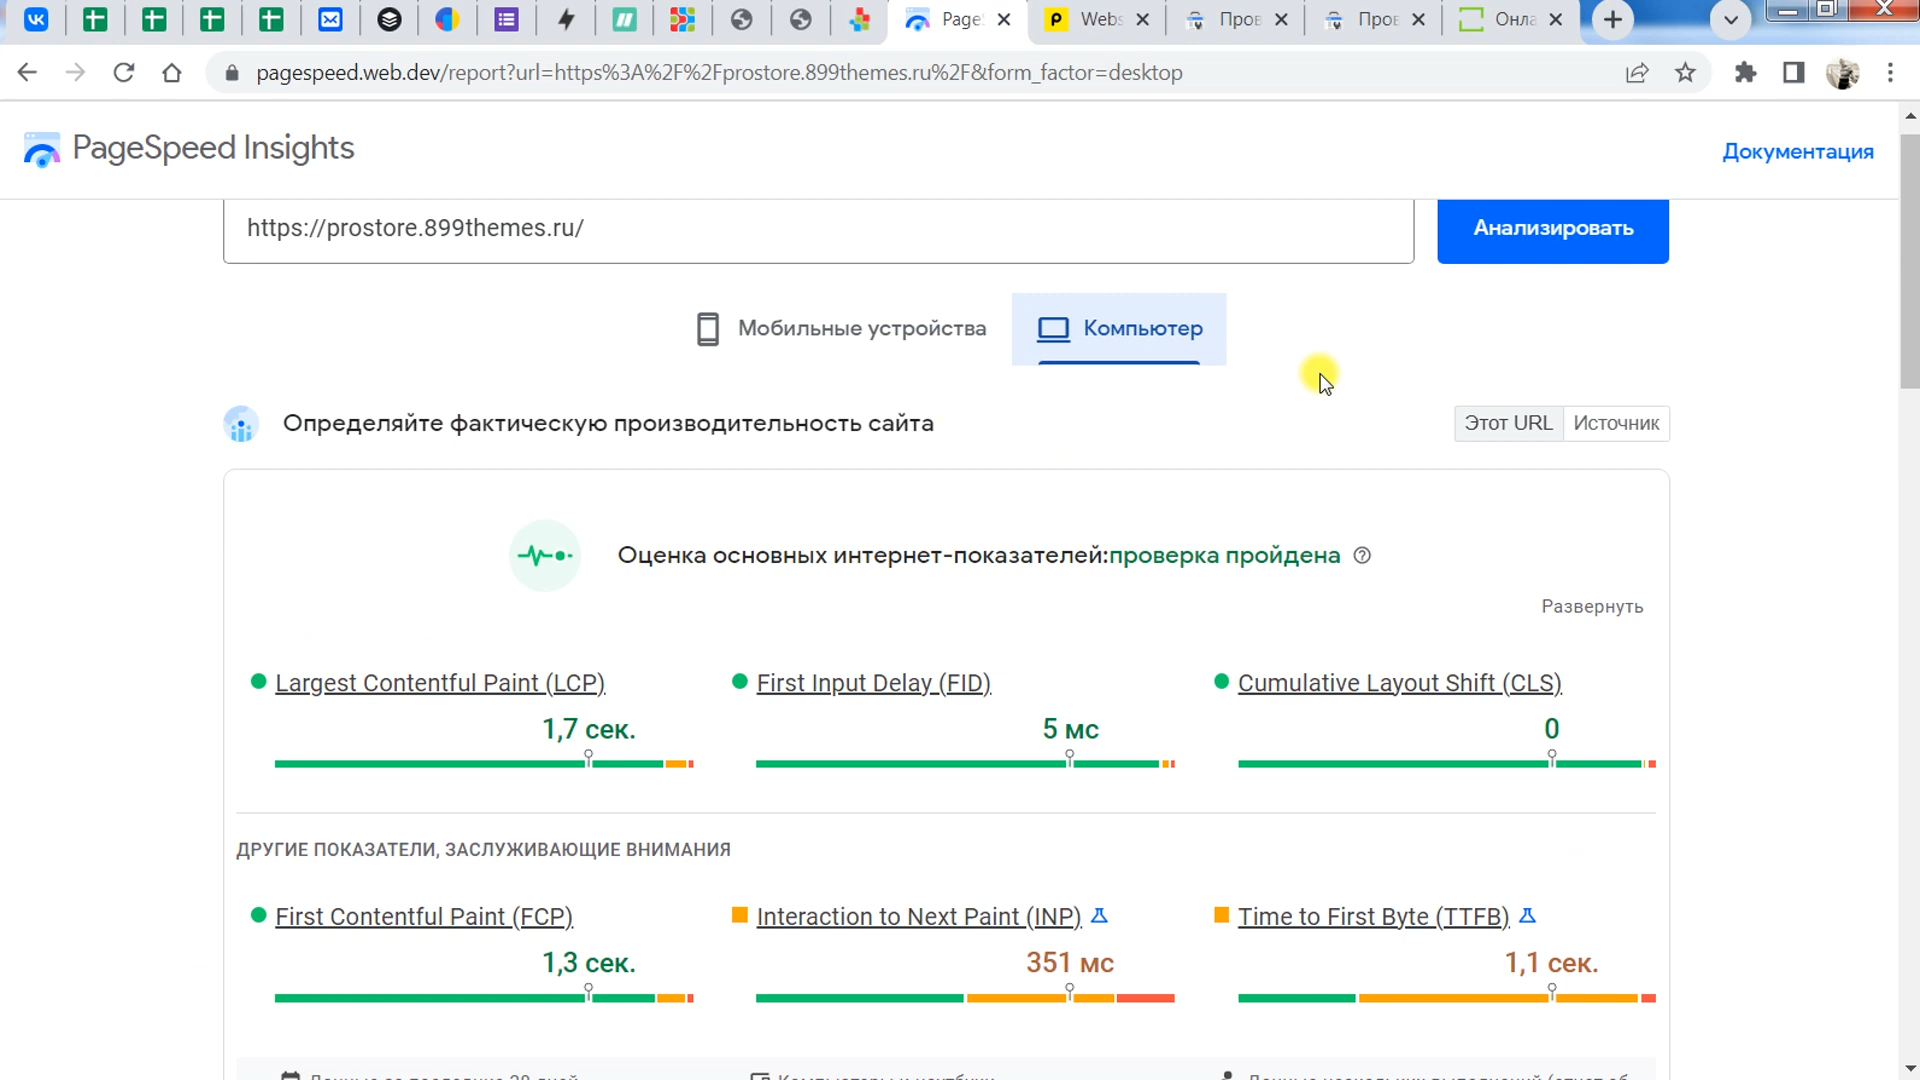 Page
Webs
Пров
Пров
Онла
pagespeed.web.dev/report?url=https%3A%2F%2Fprostore.899themes.ru%2F&form_factor=desktop
PageSpeed Insights
Документация
https://prostore.899themes.ru/
Анализировать
Мобильные устройства
Компьютер
Определяйте фактическую производительность сайта
Этот URL
Источник
Оценка основных интернет-показателей:проверка пройдена
Развернуть
Largest Contentful Paint (LCP)
1,7 сек.
First Input Delay (FID)
5 мс
Cumulative Layout Shift (CLS)
0
ДРУГИЕ ПОКАЗАТЕЛИ, ЗАСЛУЖИВАЮЩИЕ ВНИМАНИЯ
First Contentful Paint (FCP)
1,3 сек.
Interaction to Next Paint (INP)
351 мс
Time to First Byte (TTFB)
1,1 сек.